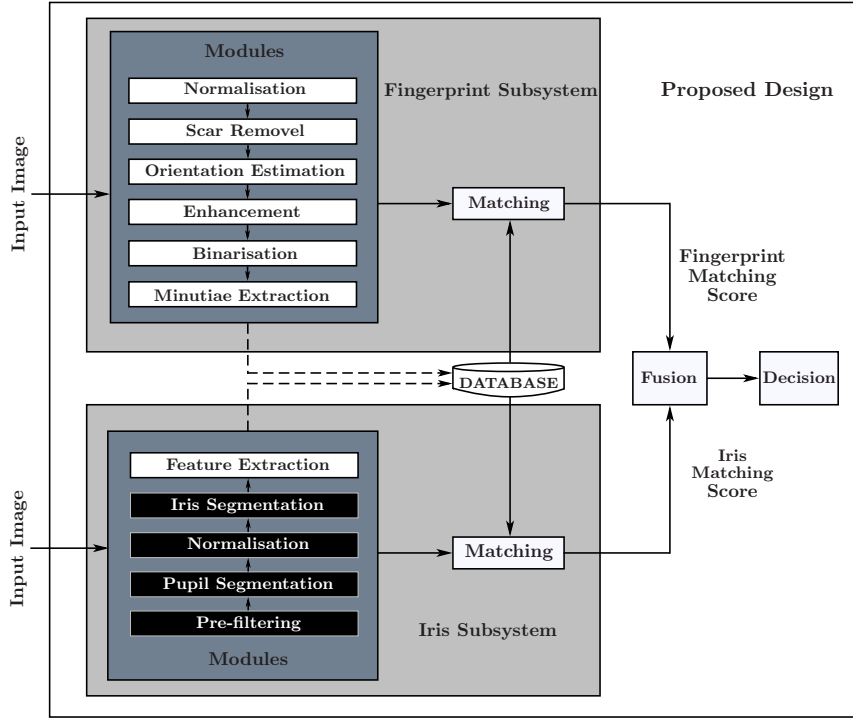 Modules
Normalisation
Scar Removel
Orientation Estimation
Enhancement
Binarisation
Minutiae Extraction
Fingerprint Subsystem
Proposed Design
Input Image
Matching
Fingerprint
Matching
Score
DATABASE
Fusion
Decision
Feature Extraction
Iris Segmentation
Normalisation
Pupil Segmentation
Pre-filtering
Modules
Input Image
Matching
Iris Subsystem
Iris
Matching
Score